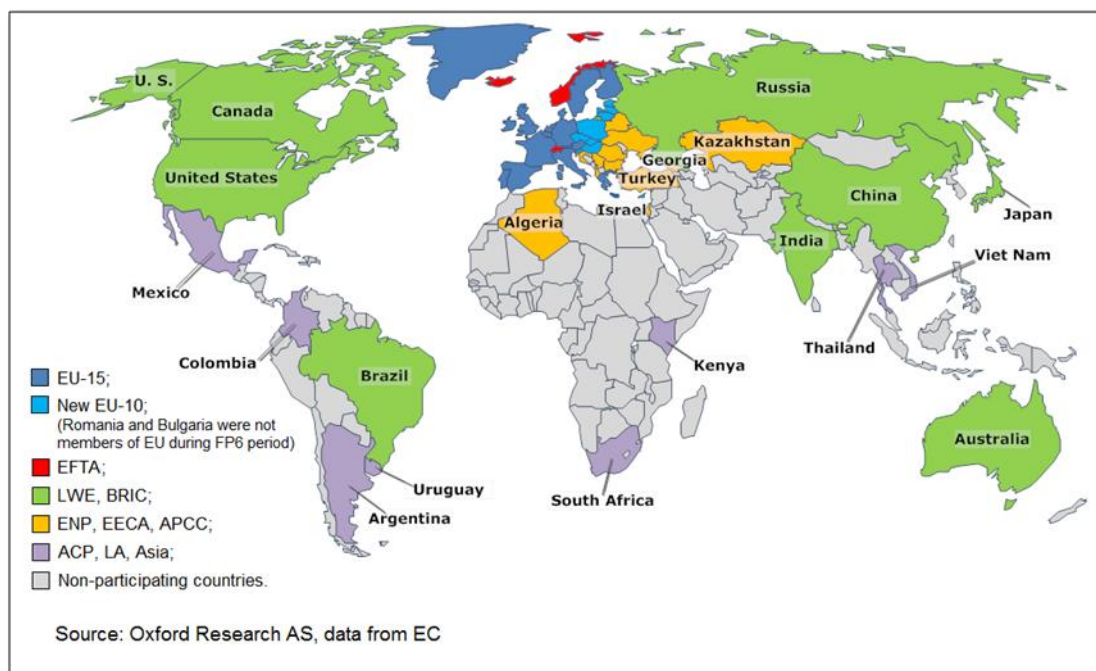 U. S.
Canada
Russia
Kazakhstan
United States
Georgia
Turkey
China
Algeria
Israel
Japan
India
Viet Nam
Mexico
Thailand
Colombia
Kenya
Brazil
Australia
Uruguay
South Africa
Argentina
EU-15;
New EU-10;
(Romania and Bulgaria were not
members of EU during FP6 period)
EFTA;
LWE, BRIC;
ENP, EECA, APCC;
ACP, LA, Asia;
Non-participating countries.
Source: Oxford Research AS, data from EC